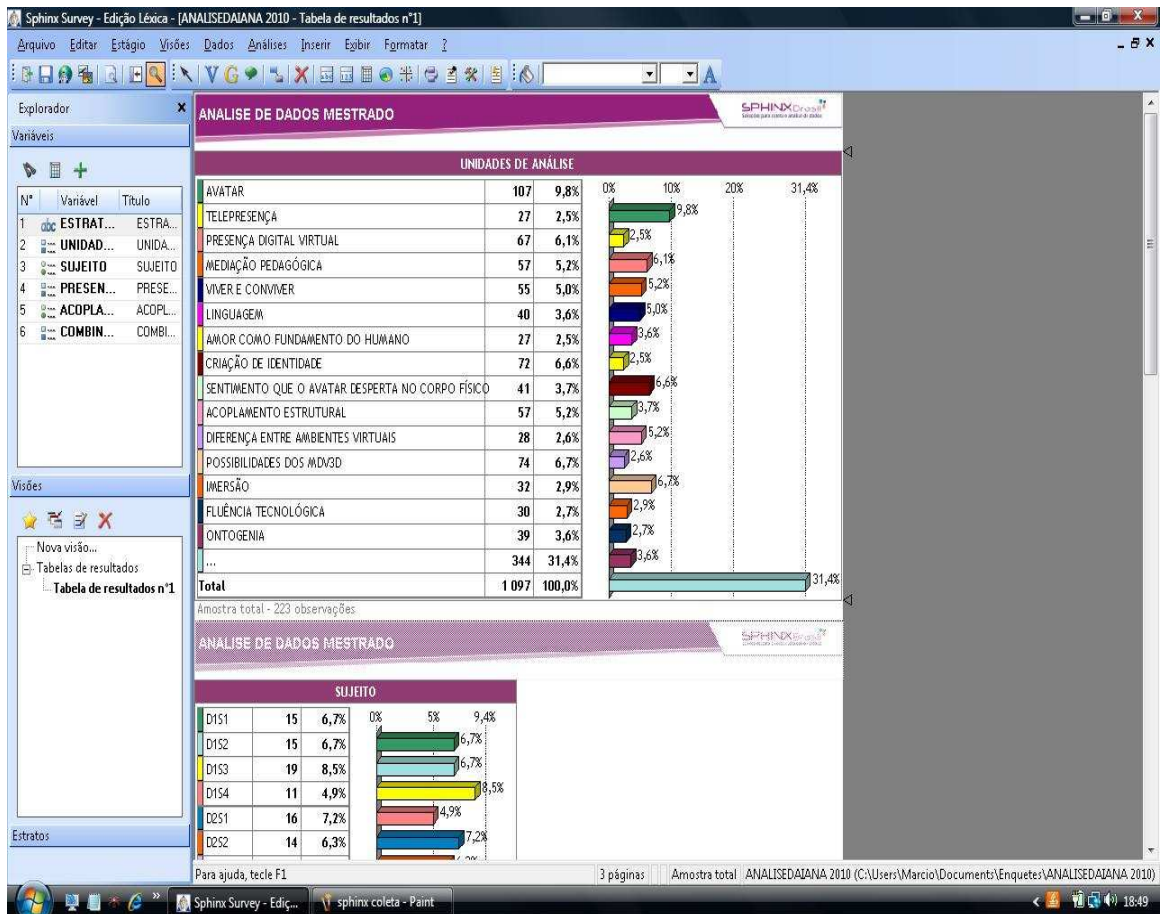 Sphinx Survey - Edição Léxica - [ANALISEDAIANA 2010 - Tabela de resultados n°1]
Arquivo Editar Estágio Visões Dados Análises Inserir Exibir Formatar ?
Explorador
Variáveis
N° Variável Título
1 abc ESTRAT... ESTRA...
2 UNIDAD... UNIDA...
3 SUJEITO SUJEITO
4 PRESEN... PRESE...
5 ACOPLA... ACOPL...
6 COMBIN... COMBI...
Visões
Nova visão...
Tabelas de resultados
Tabela de resultados n°1
Estratos
ANALISE DE DADOS MESTRADO
SPHINX Brasil
UNIDADES DE ANÁLISE
0% 10% 20% 31,4%
AVATAR 107 9,8% 9,8%
TELEPRESENÇA 27 2,5% 2,5%
PRESENÇA DIGITAL VIRTUAL 67 6,1% 6,1%
MEDIAÇÃO PEDAGÓGICA 57 5,2% 5,2%
VIVER E CONVIVER 55 5,0% 5,0%
LINGUAGEM 40 3,6% 3,6%
AMOR COMO FUNDAMENTO DO HUMANO 27 2,5% 2,5%
CRIAÇÃO DE IDENTIDADE 72 6,6% 6,6%
SENTIMENTO QUE O AVATAR DESPERTA NO CORPO FÍSICO 41 3,7% 3,7%
ACOPLAMENTO ESTRUTURAL 57 5,2% 5,2%
DIFERENÇA ENTRE AMBIENTES VIRTUAIS 28 2,6% 2,6%
POSSIBILIDADES DOS MDV3D 74 6,7% 6,7%
IMERSÃO 32 2,9% 2,9%
FLUÊNCIA TECNOLÓGICA 30 2,7% 2,7%
ONTOGENIA 39 3,6% 3,6%
... 344 31,4% 31,4%
Total 1 097 100,0%
Amostra total - 223 observações
ANALISE DE DADOS MESTRADO
SPHINX Brasil
SUJEITO
0% 5% 9,4%
D1S1 15 6,7% 6,7%
D1S2 15 6,7% 6,7%
D1S3 19 8,5% 8,5%
D1S4 11 4,9% 4,9%
D2S1 16 7,2% 7,2%
D2S2 14 6,3%
Para ajuda, tecle F1 3 páginas Amostra total ANALISEDAIANA 2010 (C:\Users\Marcio\Documents\Enquetes\ANALISEDAIANA 2010)
Sphinx Survey - Ediç... sphinx coleta - Paint 18:49